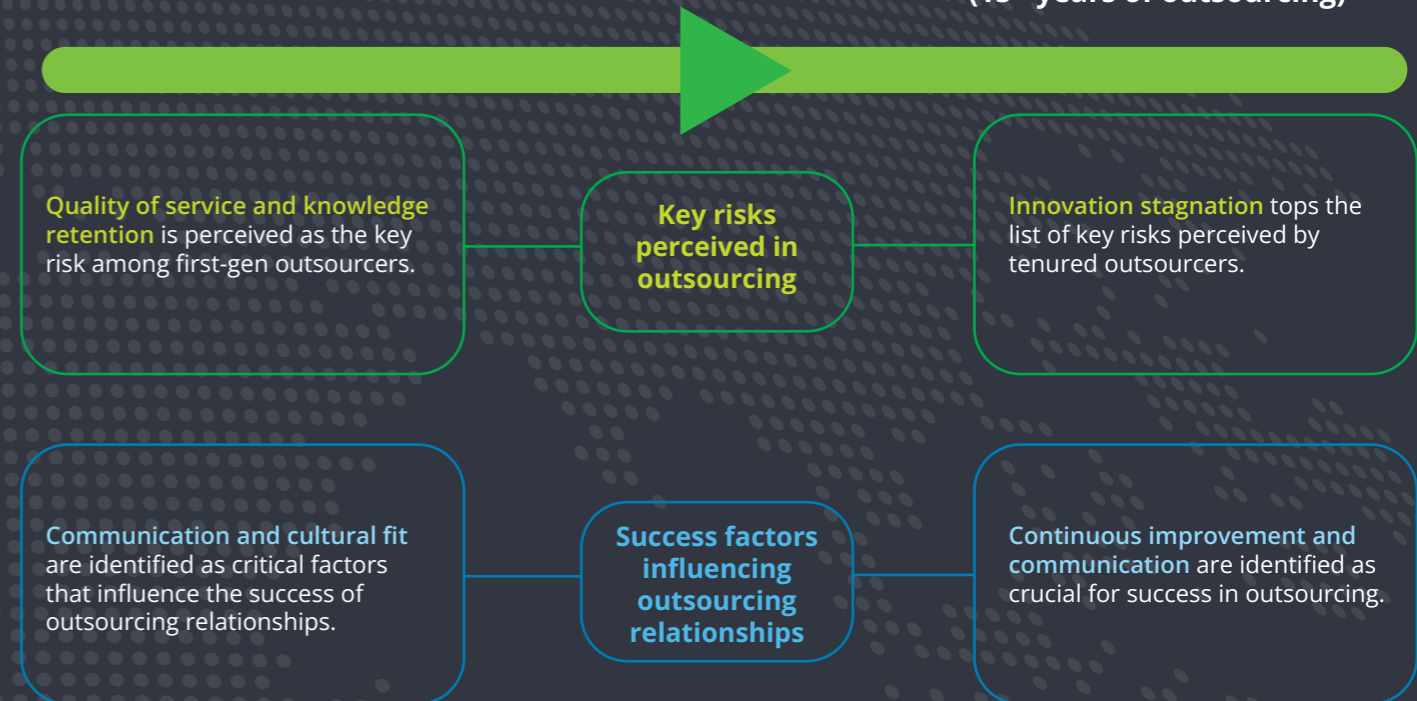 years of outsourcing)
Quality of service and knowledge
retention is perceived as the key
risk among first-gen outsourcers.
Key risks
perceived in
outsourcing
Innovation stagnation tops the
list of key risks perceived by
tenured outsourcers.
Communication and cultural fit
are identified as critical factors
that influence the success of
outsourcing relationships.
Success factors
influencing
outsourcing
relationships
Continuous improvement and
communication are identified as
crucial for success in outsourcing.